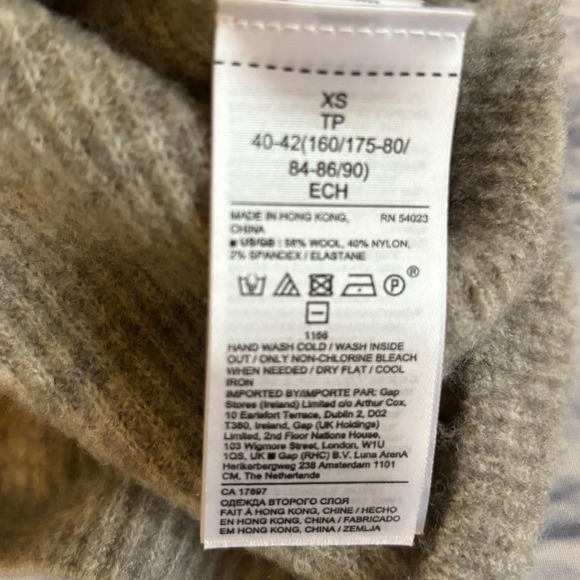 XS
TP
40-42(160/175-80/
84-86/90)
ECH
MADE IN HONG KONG, RN 54023
CHINA
■ US/GB : 58% WOOL, 40% NYLON,
2% SPANDEX / ELASTANE
P ®
1166
HAND WASH COLD / WASH INSIDE
OUT / ONLY NON-CHLORINE BLEACH
WHEN NEEDED / DRY FLAT / COOL
IRON
IMPORTED BY/IMPORTE PAR: Gap
Stores (Ireland) Limited c/o Arthur Cox,
10 Earlsfort Terrace, Dublin 2, D02
T380, Ireland, Gap (UK Holdings)
Limited, 2nd Floor Nations House,
103 Wigmore Street, London, W1U
1QS, UK ■ Gap (RHC) B.V. Luna ArenA
Herikerbergweg 238 Amsterdam 1101
CM, The Netherlands
CA 17897
ОДЕЖДА ВТОРОГО СЛОЯ
FAIT À HONG KONG, CHINE / HECHO
EN HONG KONG, CHINA / FABRICADO
EM HONG KONG, CHINA / ZEMLJA